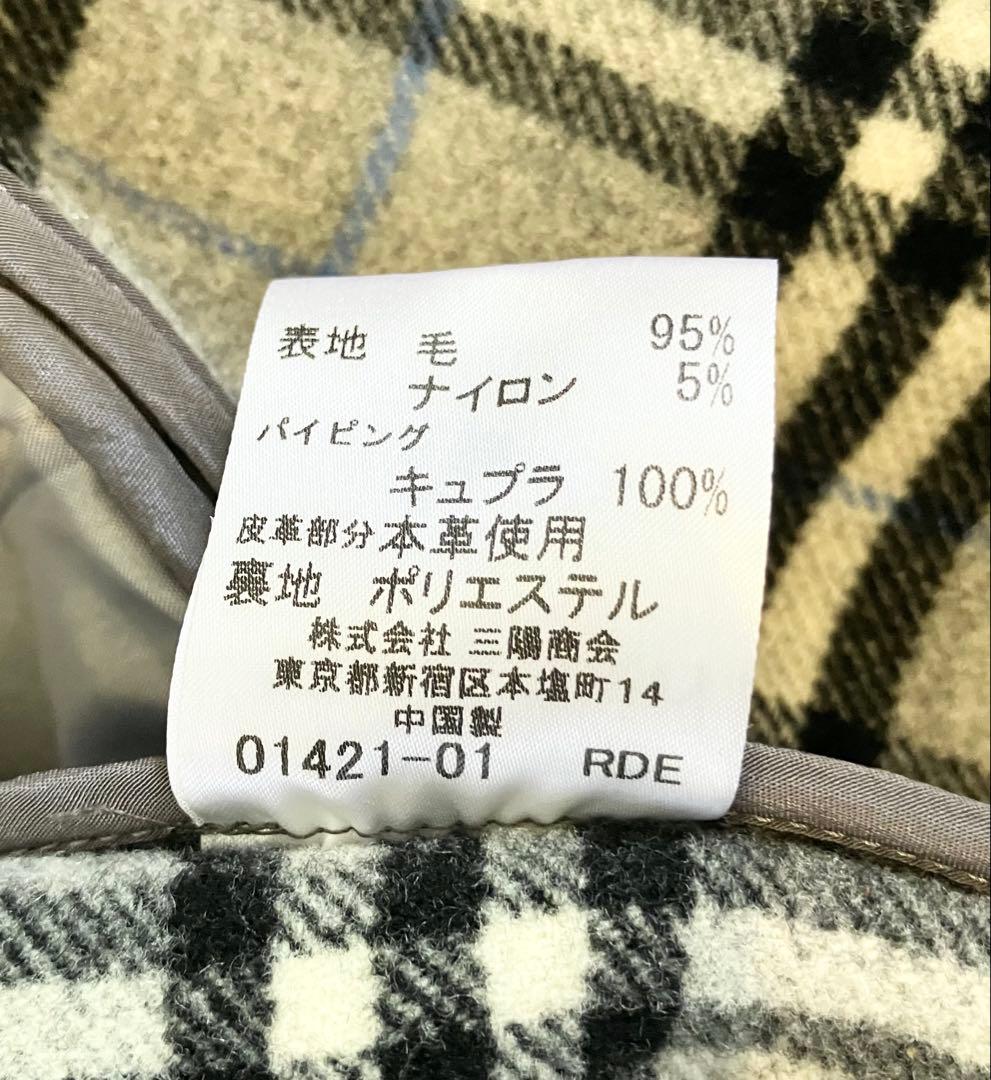 表地 毛 95%
ナイロン 5%
パイピング
キュプラ 100%
皮革部分 本革使用
裏地 ポリエステル
株式会社 三陽商会
東京都新宿区本塩町14
中国製
01421-01 RDE